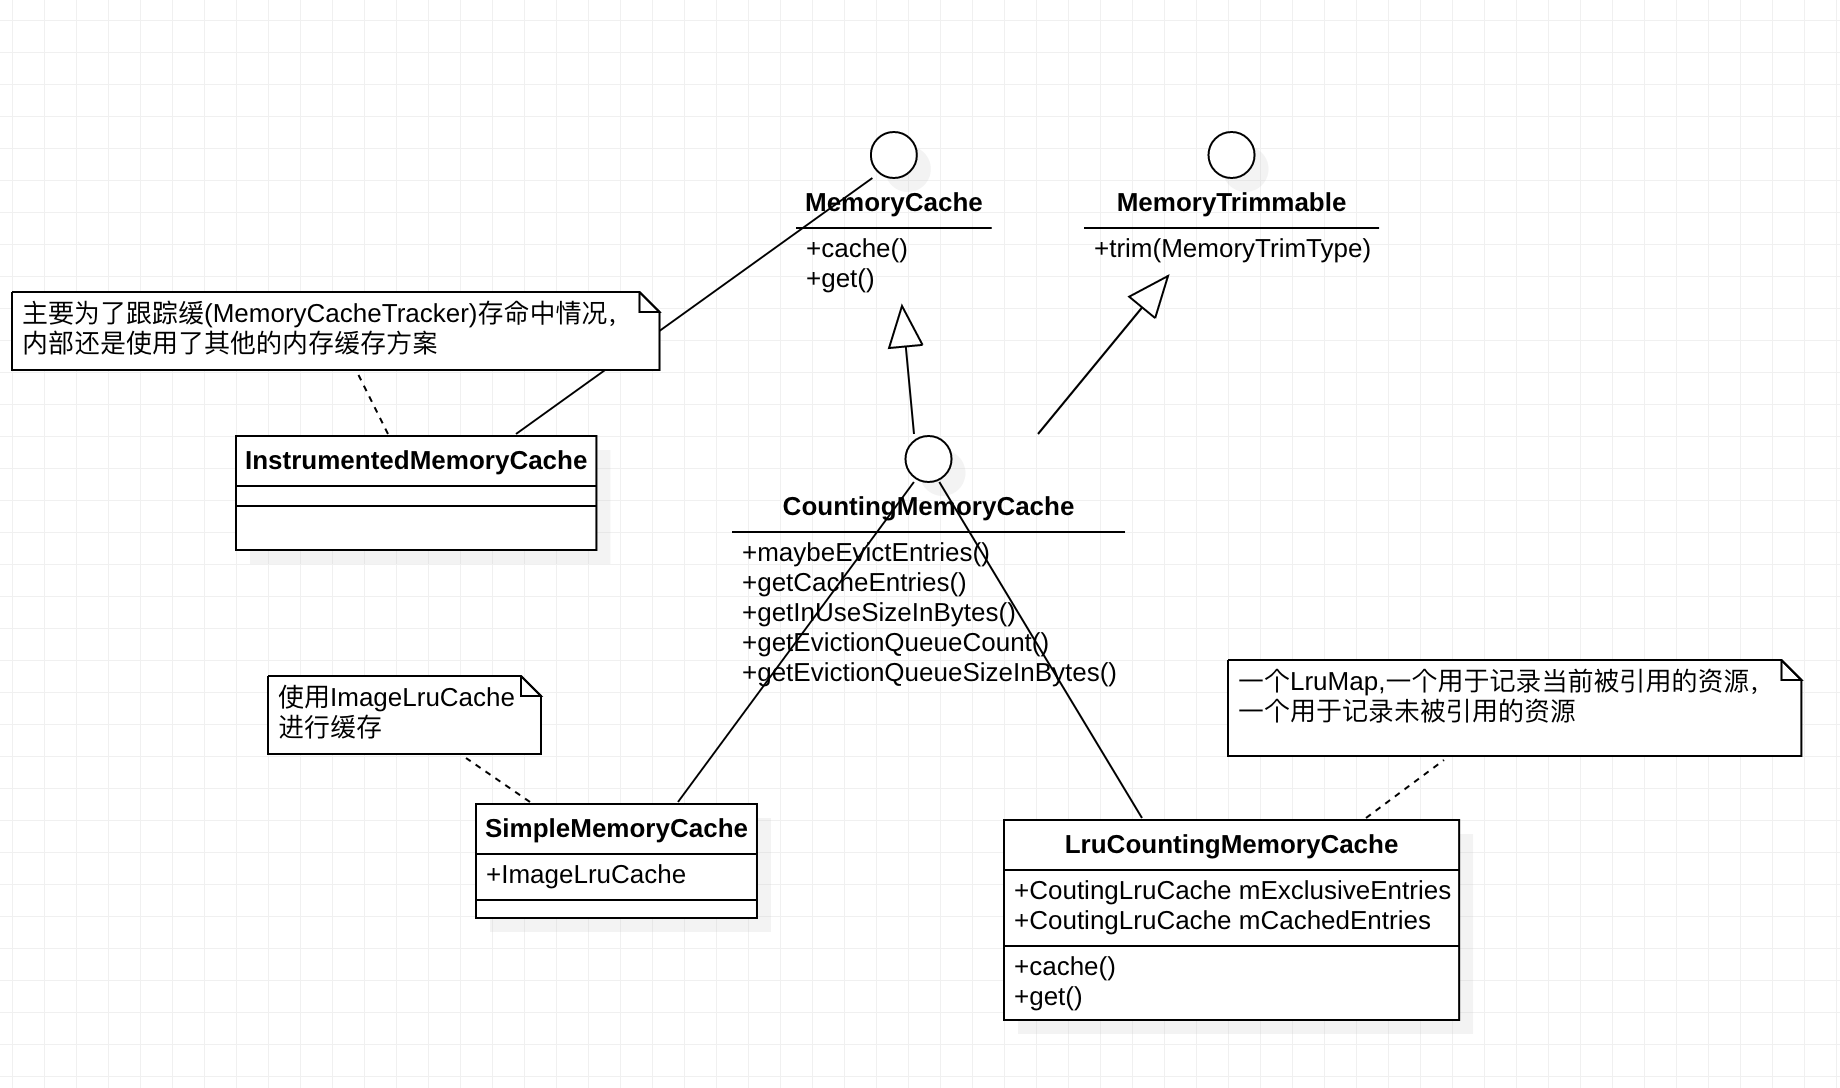 MemoryCache
+cache()
+get()
MemoryTrimmable
+trim(MemoryTrimType)
主要为了跟踪缓(MemoryCacheTracker)存命中情况，
内部还是使用了其他的内存缓存方案
InstrumentedMemoryCache
CountingMemoryCache
+maybeEvictEntries()
+getCacheEntries()
+getInUseSizeInBytes()
+getEvictionQueueCount()
+getEvictionQueueSizeInBytes()
使用ImageLruCache
进行缓存
一个LruMap,一个用于记录当前被引用的资源，
一个用于记录未被引用的资源
SimpleMemoryCache
+ImageLruCache
LruCountingMemoryCache
+CoutingLruCache mExclusiveEntries
+CoutingLruCache mCachedEntries
+cache()
+get()